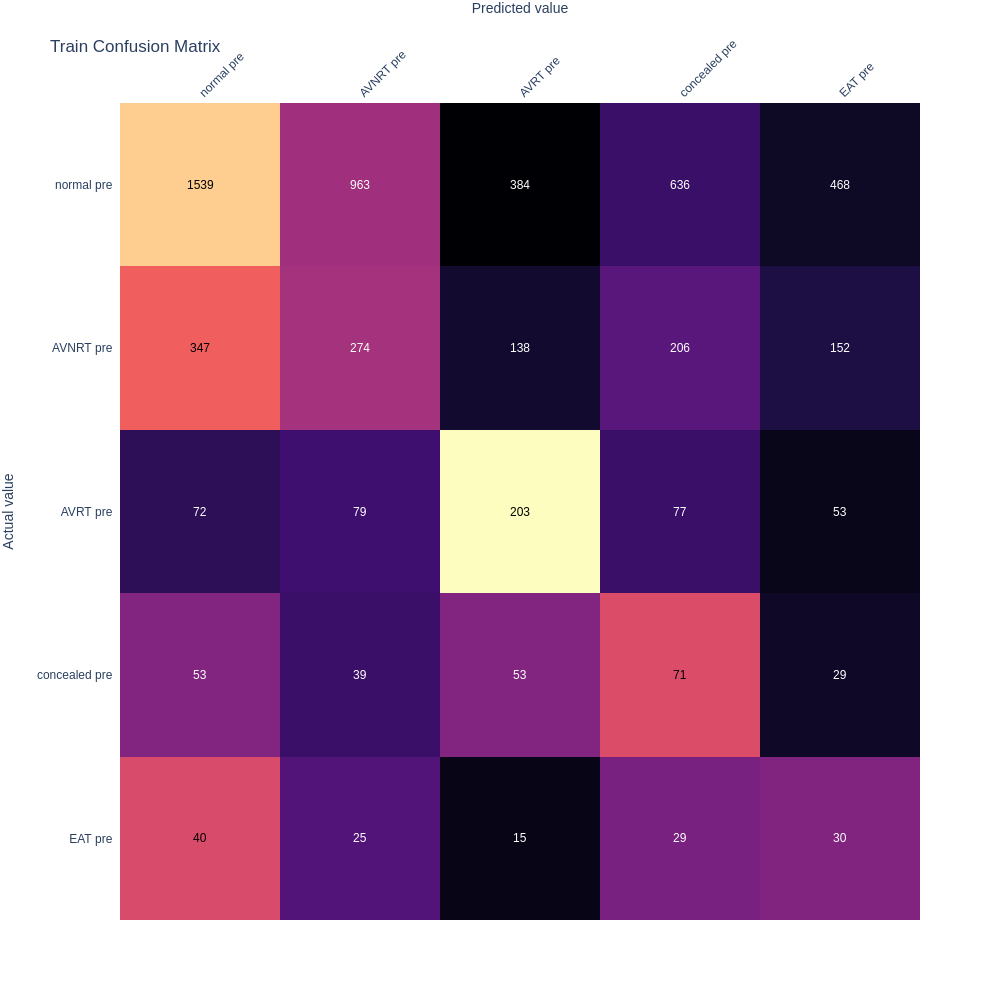 Predicted value
Train Confusion Matrix
normal pre AVNRT pre AVRT pre concealed pre EAT pre
normal pre 1539 963 384 636 468
AVNRT pre 347 274 138 206 152
Actual value
AVRT pre 72 79 203 77 53
concealed pre 53 39 53 71 29
EAT pre 40 25 15 29 30